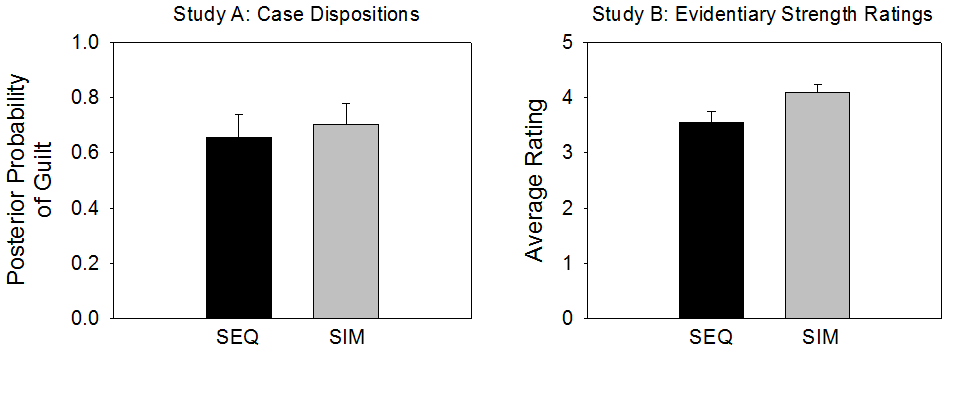 Study A: Case Dispositions
Posterior Probability
of Guilt
1.0
0.8
0.6
0.4
0.2
0.0
SEQ
SIM
Study B: Evidentiary Strength Ratings
Average Rating
5
4
3
2
1
0
SEQ
SIM